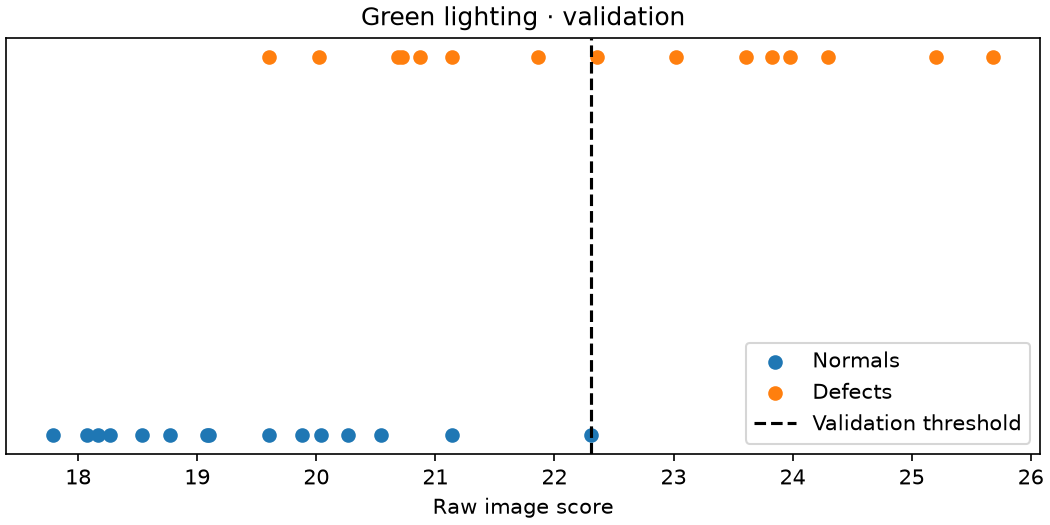 Green lighting · validation
Normals
Defects
Validation threshold
18 19 20 21 22 23 24 25 26
Raw image score